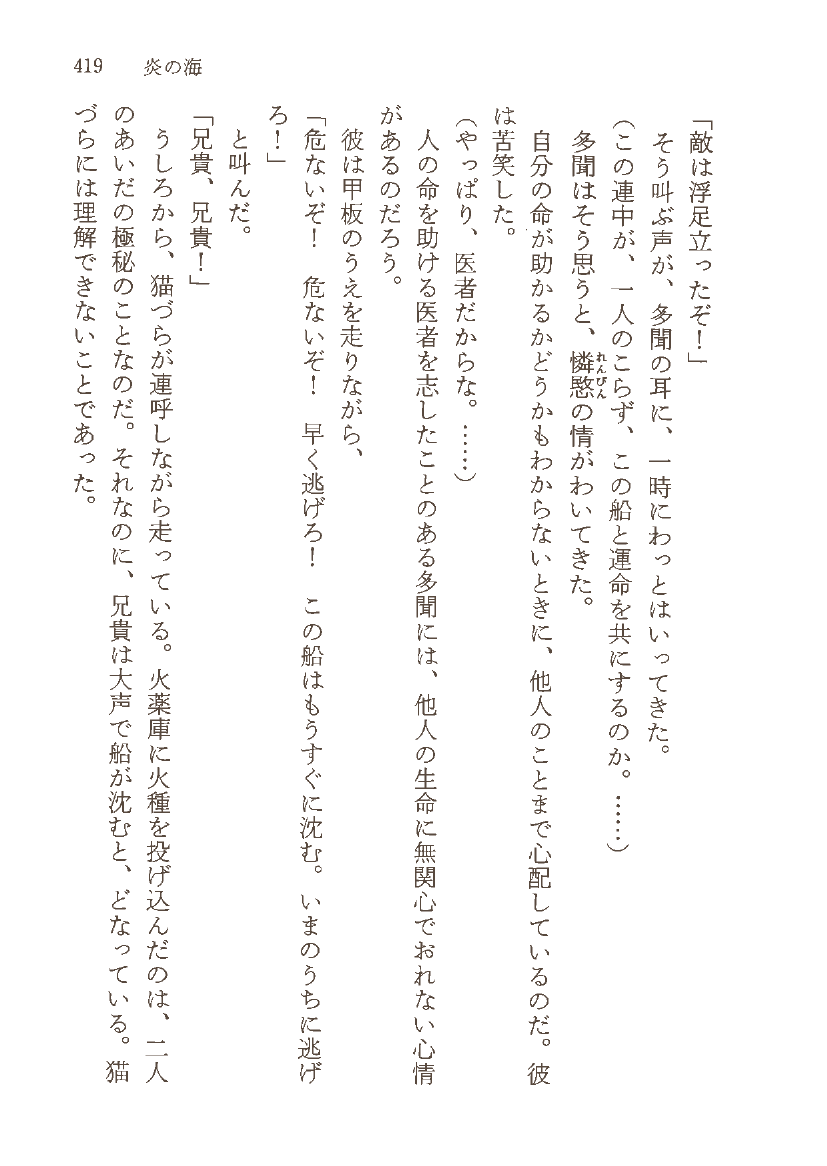 419　炎の海
「敵は浮足立ったぞ！」
　そう叫ぶ声が、多聞の耳に、一時にわっとはいってきた。
（この連中が、一人のこらず、この船と運命を共にするのか。……）
　多聞はそう思うと、憐愍の情がわいてきた。
れんびん
　自分の命が助かるかどうかもわからないときに、他人のことまで心配しているのだ。彼
は苦笑した。
（やっぱり、医者だからな。……）
　人の命を助ける医者を志したことのある多聞には、他人の生命に無関心でおれない心情
があるのだろう。
　彼は甲板のうえを走りながら、
「危ないぞ！　危ないぞ！　早く逃げろ！　この船はもうすぐに沈む。いまのうちに逃げ
ろ！」
　と叫んだ。
「兄貴、兄貴！」
　うしろから、猫づらが連呼しながら走っている。火薬庫に火種を投げ込んだのは、二人
のあいだの極秘のことなのだ。それなのに、兄貴は大声で船が沈むと、どなっている。猫
づらには理解できないことであった。